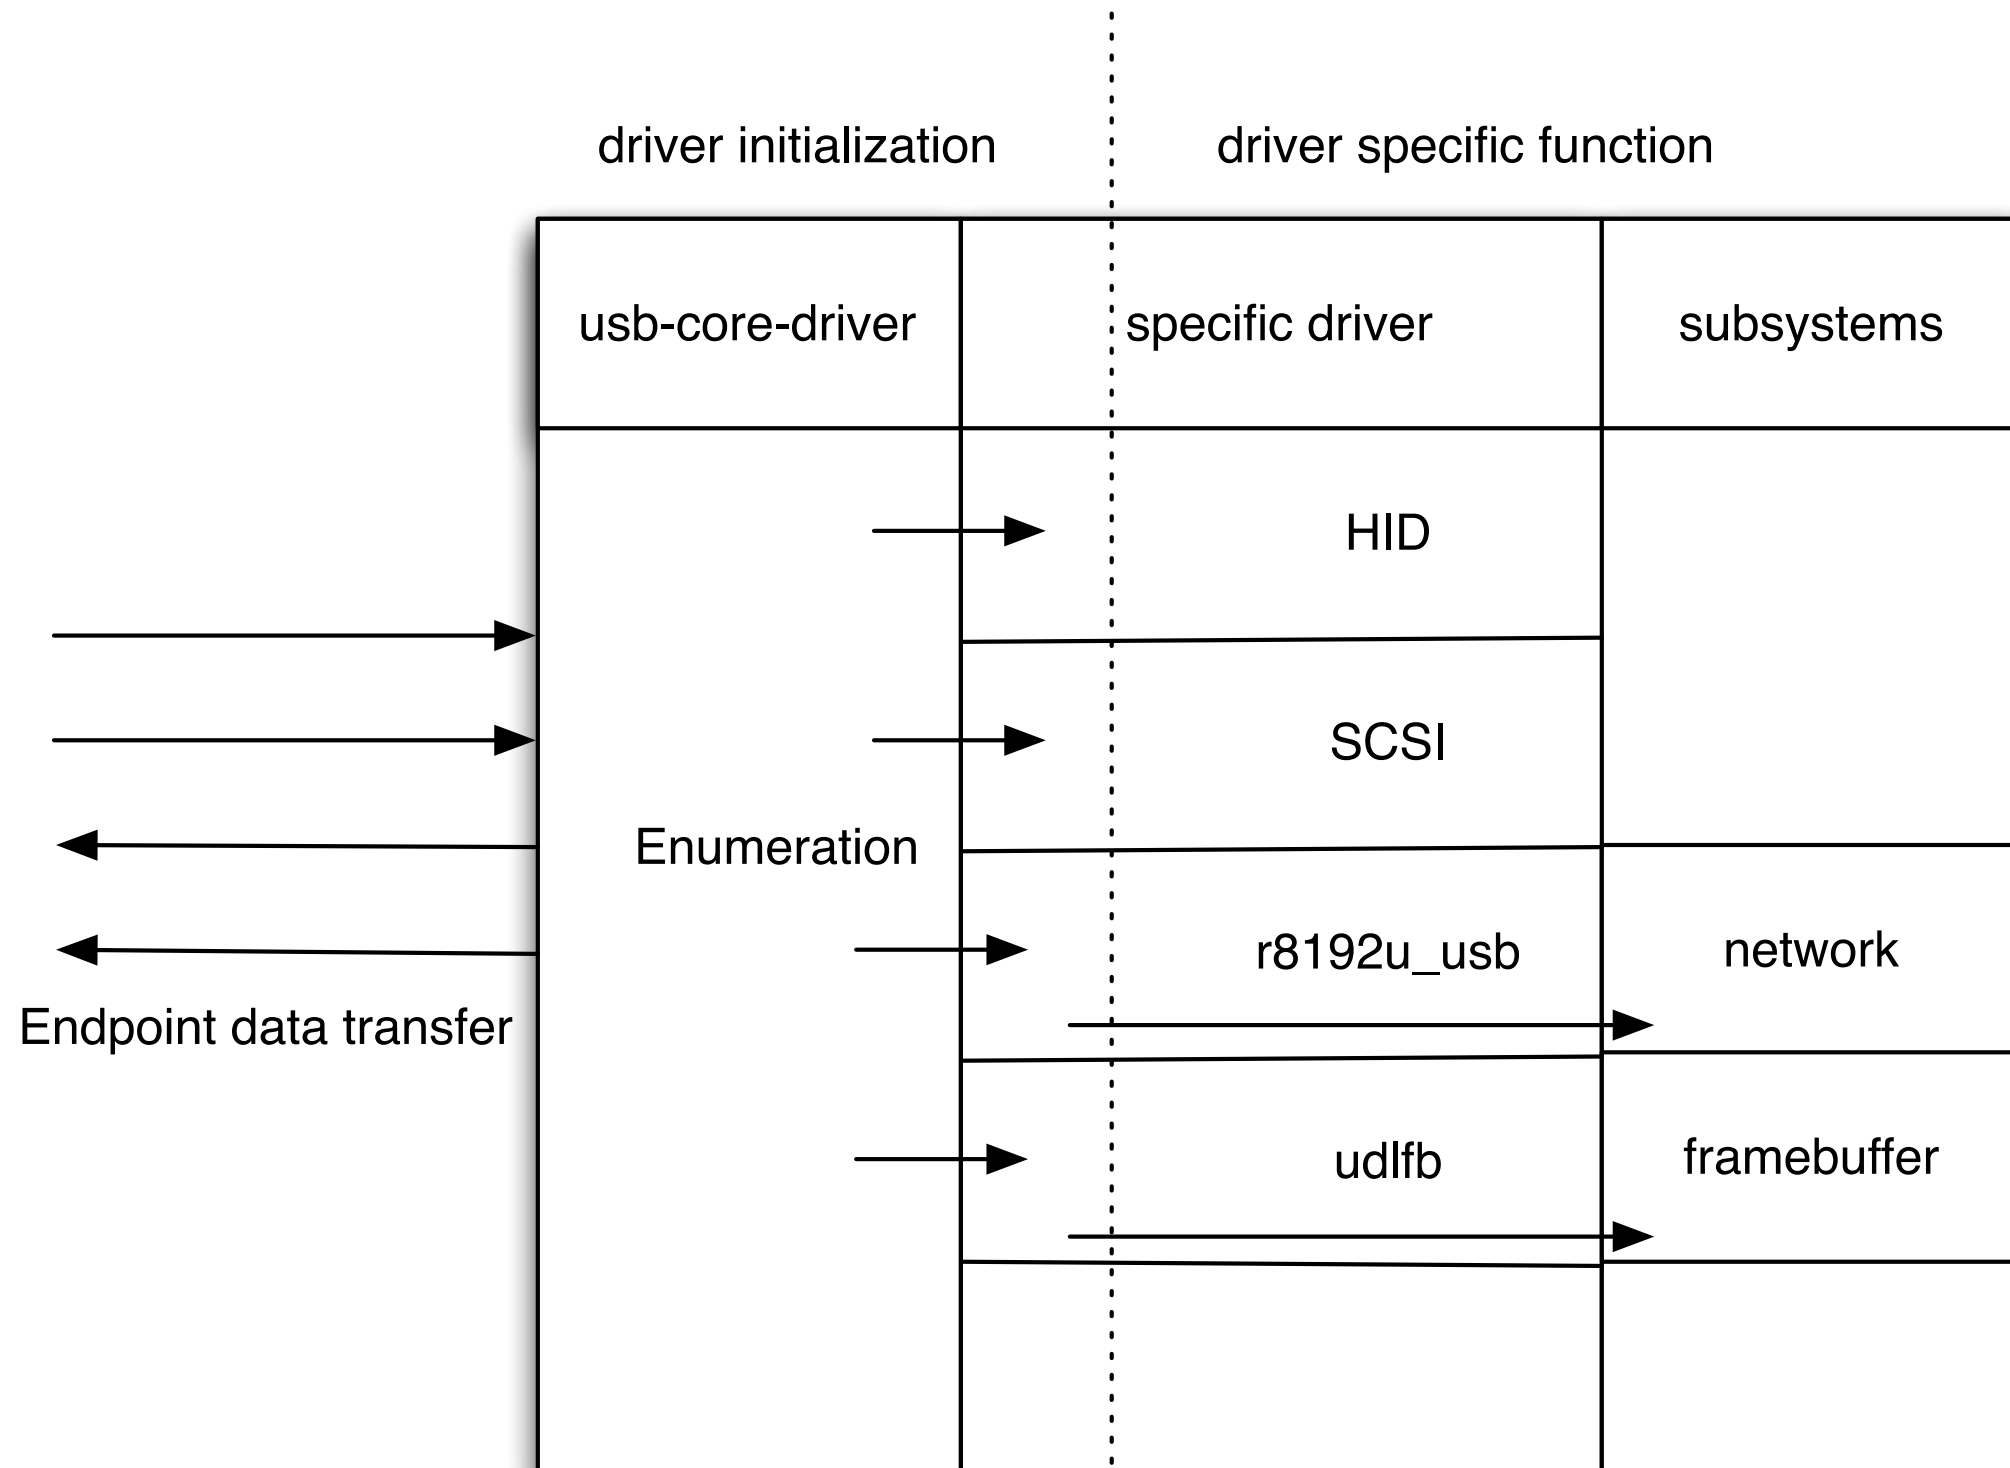 driver initialization
driver specific function
usb-core-driver
specific driver
subsystems
HID
SCSI
Enumeration
r8192u_usb
network
Endpoint data transfer
udlfb
framebuffer